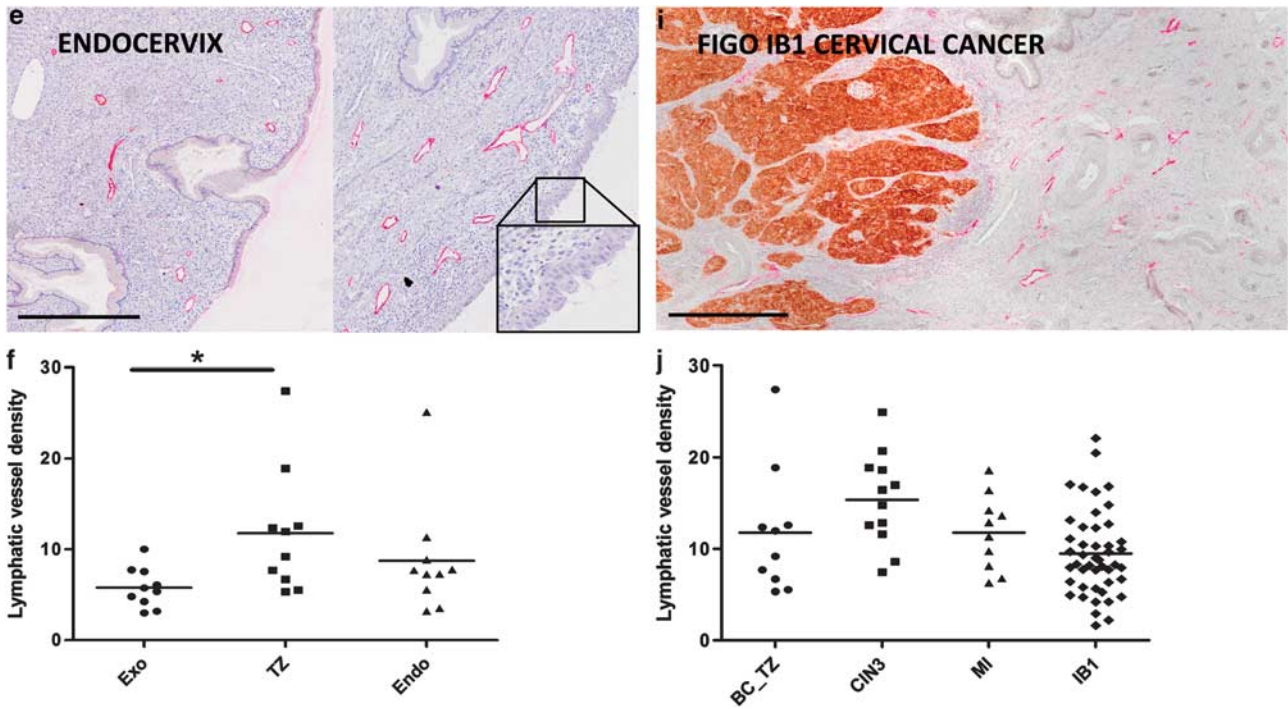 e
ENDOCERVIX
i
FIGO IB1 CERVICAL CANCER
f
Lymphatic vessel density
30
20
10
0
*
Exo
TZ
Endo
j
Lymphatic vessel density
30
20
10
0
BC_TZ
CIN3
MI
IB1